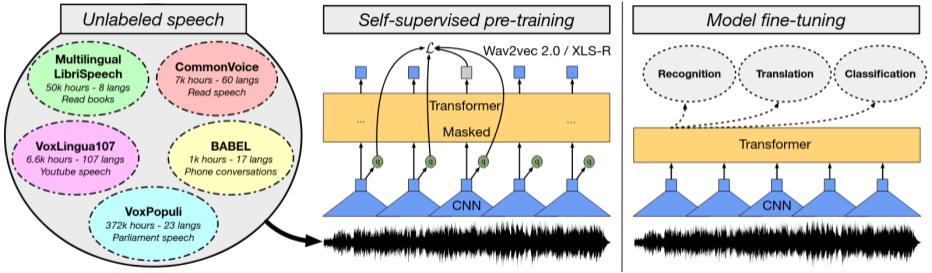 Unlabeled speech
Multilingual
LibriSpeech
50k hours - 8 langs
Read books
CommonVoice
7k hours - 60 langs
Read speech
VoxLingua107
6.6k hours - 107 langs
Youtube speech
BABEL
1k hours - 17 langs
Phone conversations
VoxPopuli
372k hours - 23 langs
Parliament speech
Self-supervised pre-training
ℒ
Wav2vec 2.0 / XLS-R
Transformer
... ...
Masked
q q q q
CNN
Model fine-tuning
Recognition
Translation
Classification
Transformer
CNN